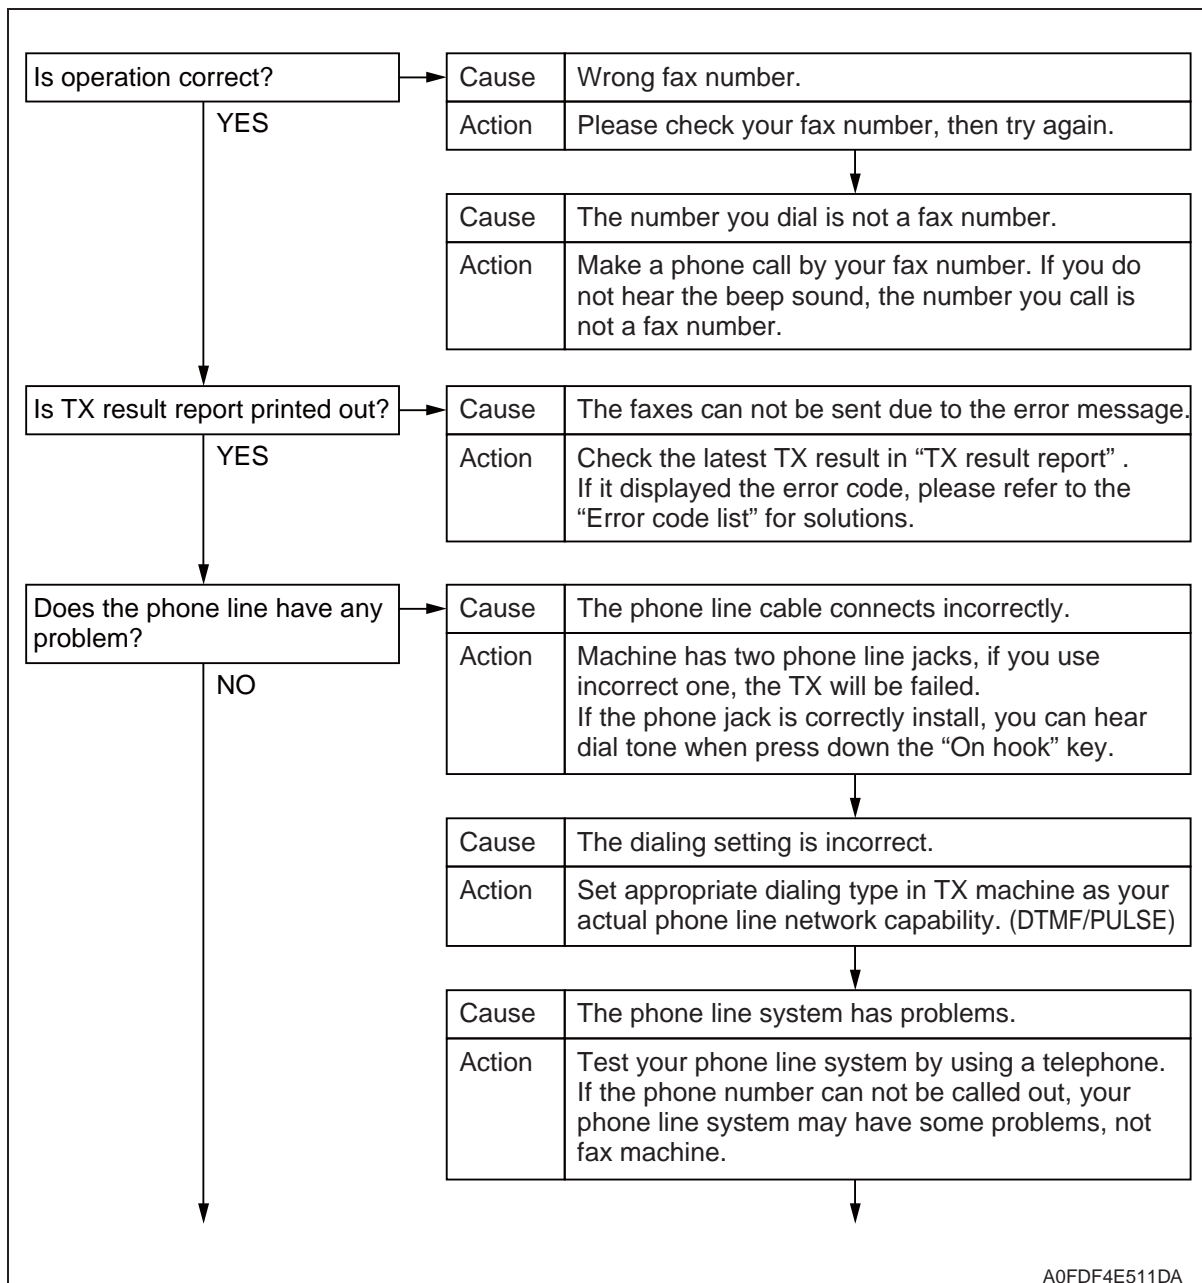 Is operation correct?
YES
Cause
Wrong fax number.
Action
Please check your fax number, then try again.
Cause
The number you dial is not a fax number.
Action
Make a phone call by your fax number. If you do
not hear the beep sound, the number you call is
not a fax number.
Is TX result report printed out?
YES
Cause
The faxes can not be sent due to the error message.
Action
Check the latest TX result in “TX result report” .
If it displayed the error code, please refer to the
“Error code list” for solutions.
Does the phone line have any
problem?
NO
Cause
The phone line cable connects incorrectly.
Action
Machine has two phone line jacks, if you use
incorrect one, the TX will be failed.
If the phone jack is correctly install, you can hear
dial tone when press down the “On hook” key.
Cause
The dialing setting is incorrect.
Action
Set appropriate dialing type in TX machine as your
actual phone line network capability. (DTMF/PULSE)
Cause
The phone line system has problems.
Action
Test your phone line system by using a telephone.
If the phone number can not be called out, your
phone line system may have some problems, not
fax machine.
A0FDF4E511DA